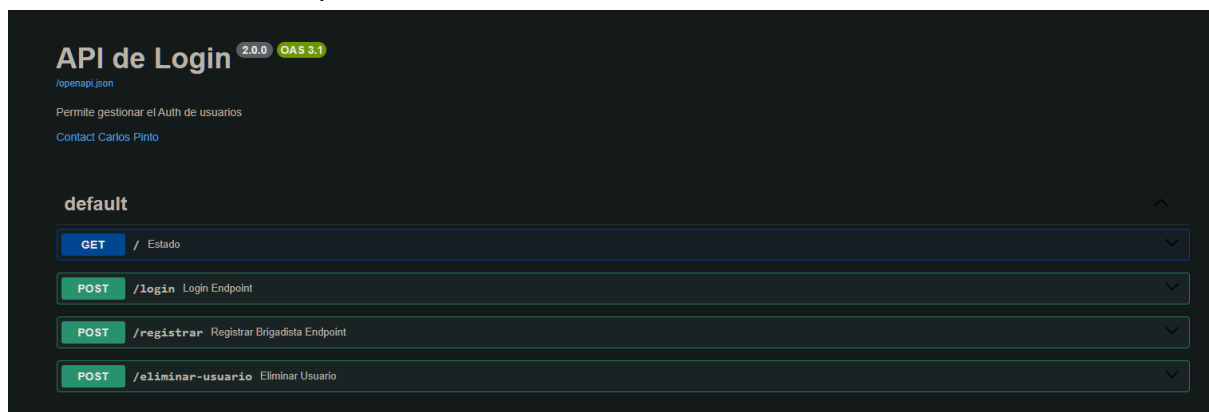 API de Login 2.0.0 OAS 3.1
/openapi.json
Permite gestionar el Auth de usuarios
Contact Carlos Pinto
default
GET / Estado
POST /login Login Endpoint
POST /registrar Registrar Brigadista Endpoint
POST /eliminar-usuario Eliminar Usuario